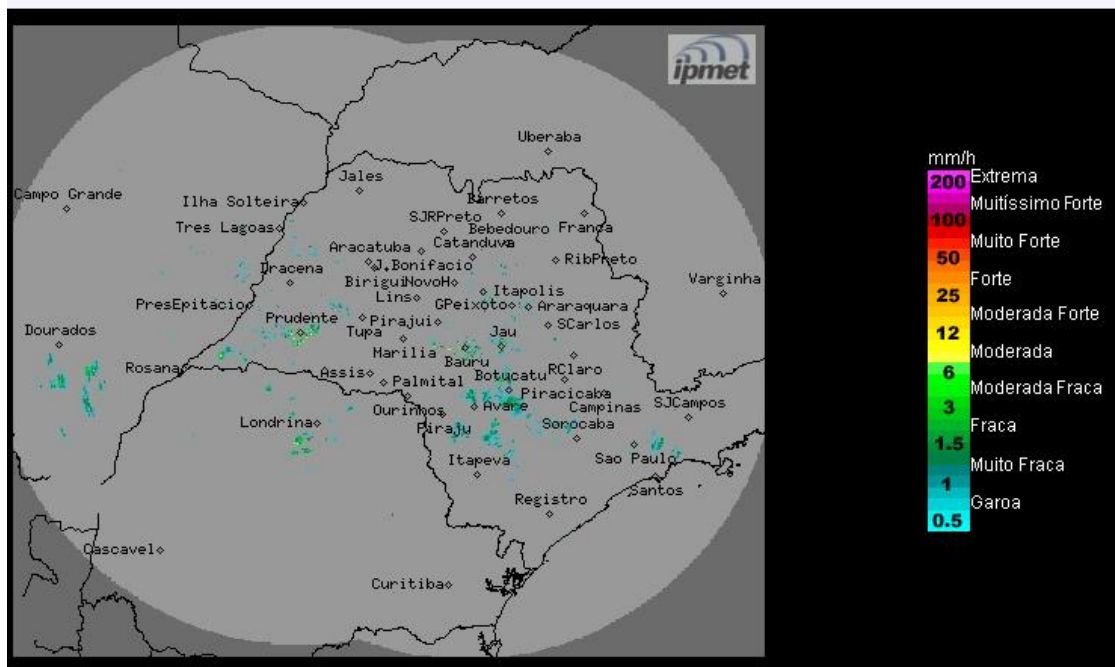 ipmet
Uberaba
Jales
Campo Grande
Ilha Solteira
Barretos
SJRPreto
Franca
Tres Lagoas
Bebedouro
Catanduva
Aracatuba
RibPreto
J.Bonifacio
Dracena
Varginha
Birigui
NovoH
Itapolis
Lins
PresEpitacio
GPeixoto
Araraquara
Prudente
Pirajui
SCarlos
Dourados
Tupa
Jau
Marilia
Bauru
RClaro
Rosana
Assis
Botucatu
Palmital
Piracicaba
Ourinhos
Avare
Campinas
SJCampos
Londrina
Piraju
Sorocaba
Itapeva
Sao Paulo
Santos
Registro
Cascavel
Curitiba
mm/h
200 Extrema
Muitíssimo Forte
100
Muito Forte
50
Forte
25
Moderada Forte
12
Moderada
6
Moderada Fraca
3
Fraca
1.5
Muito Fraca
1
Garoa
0.5